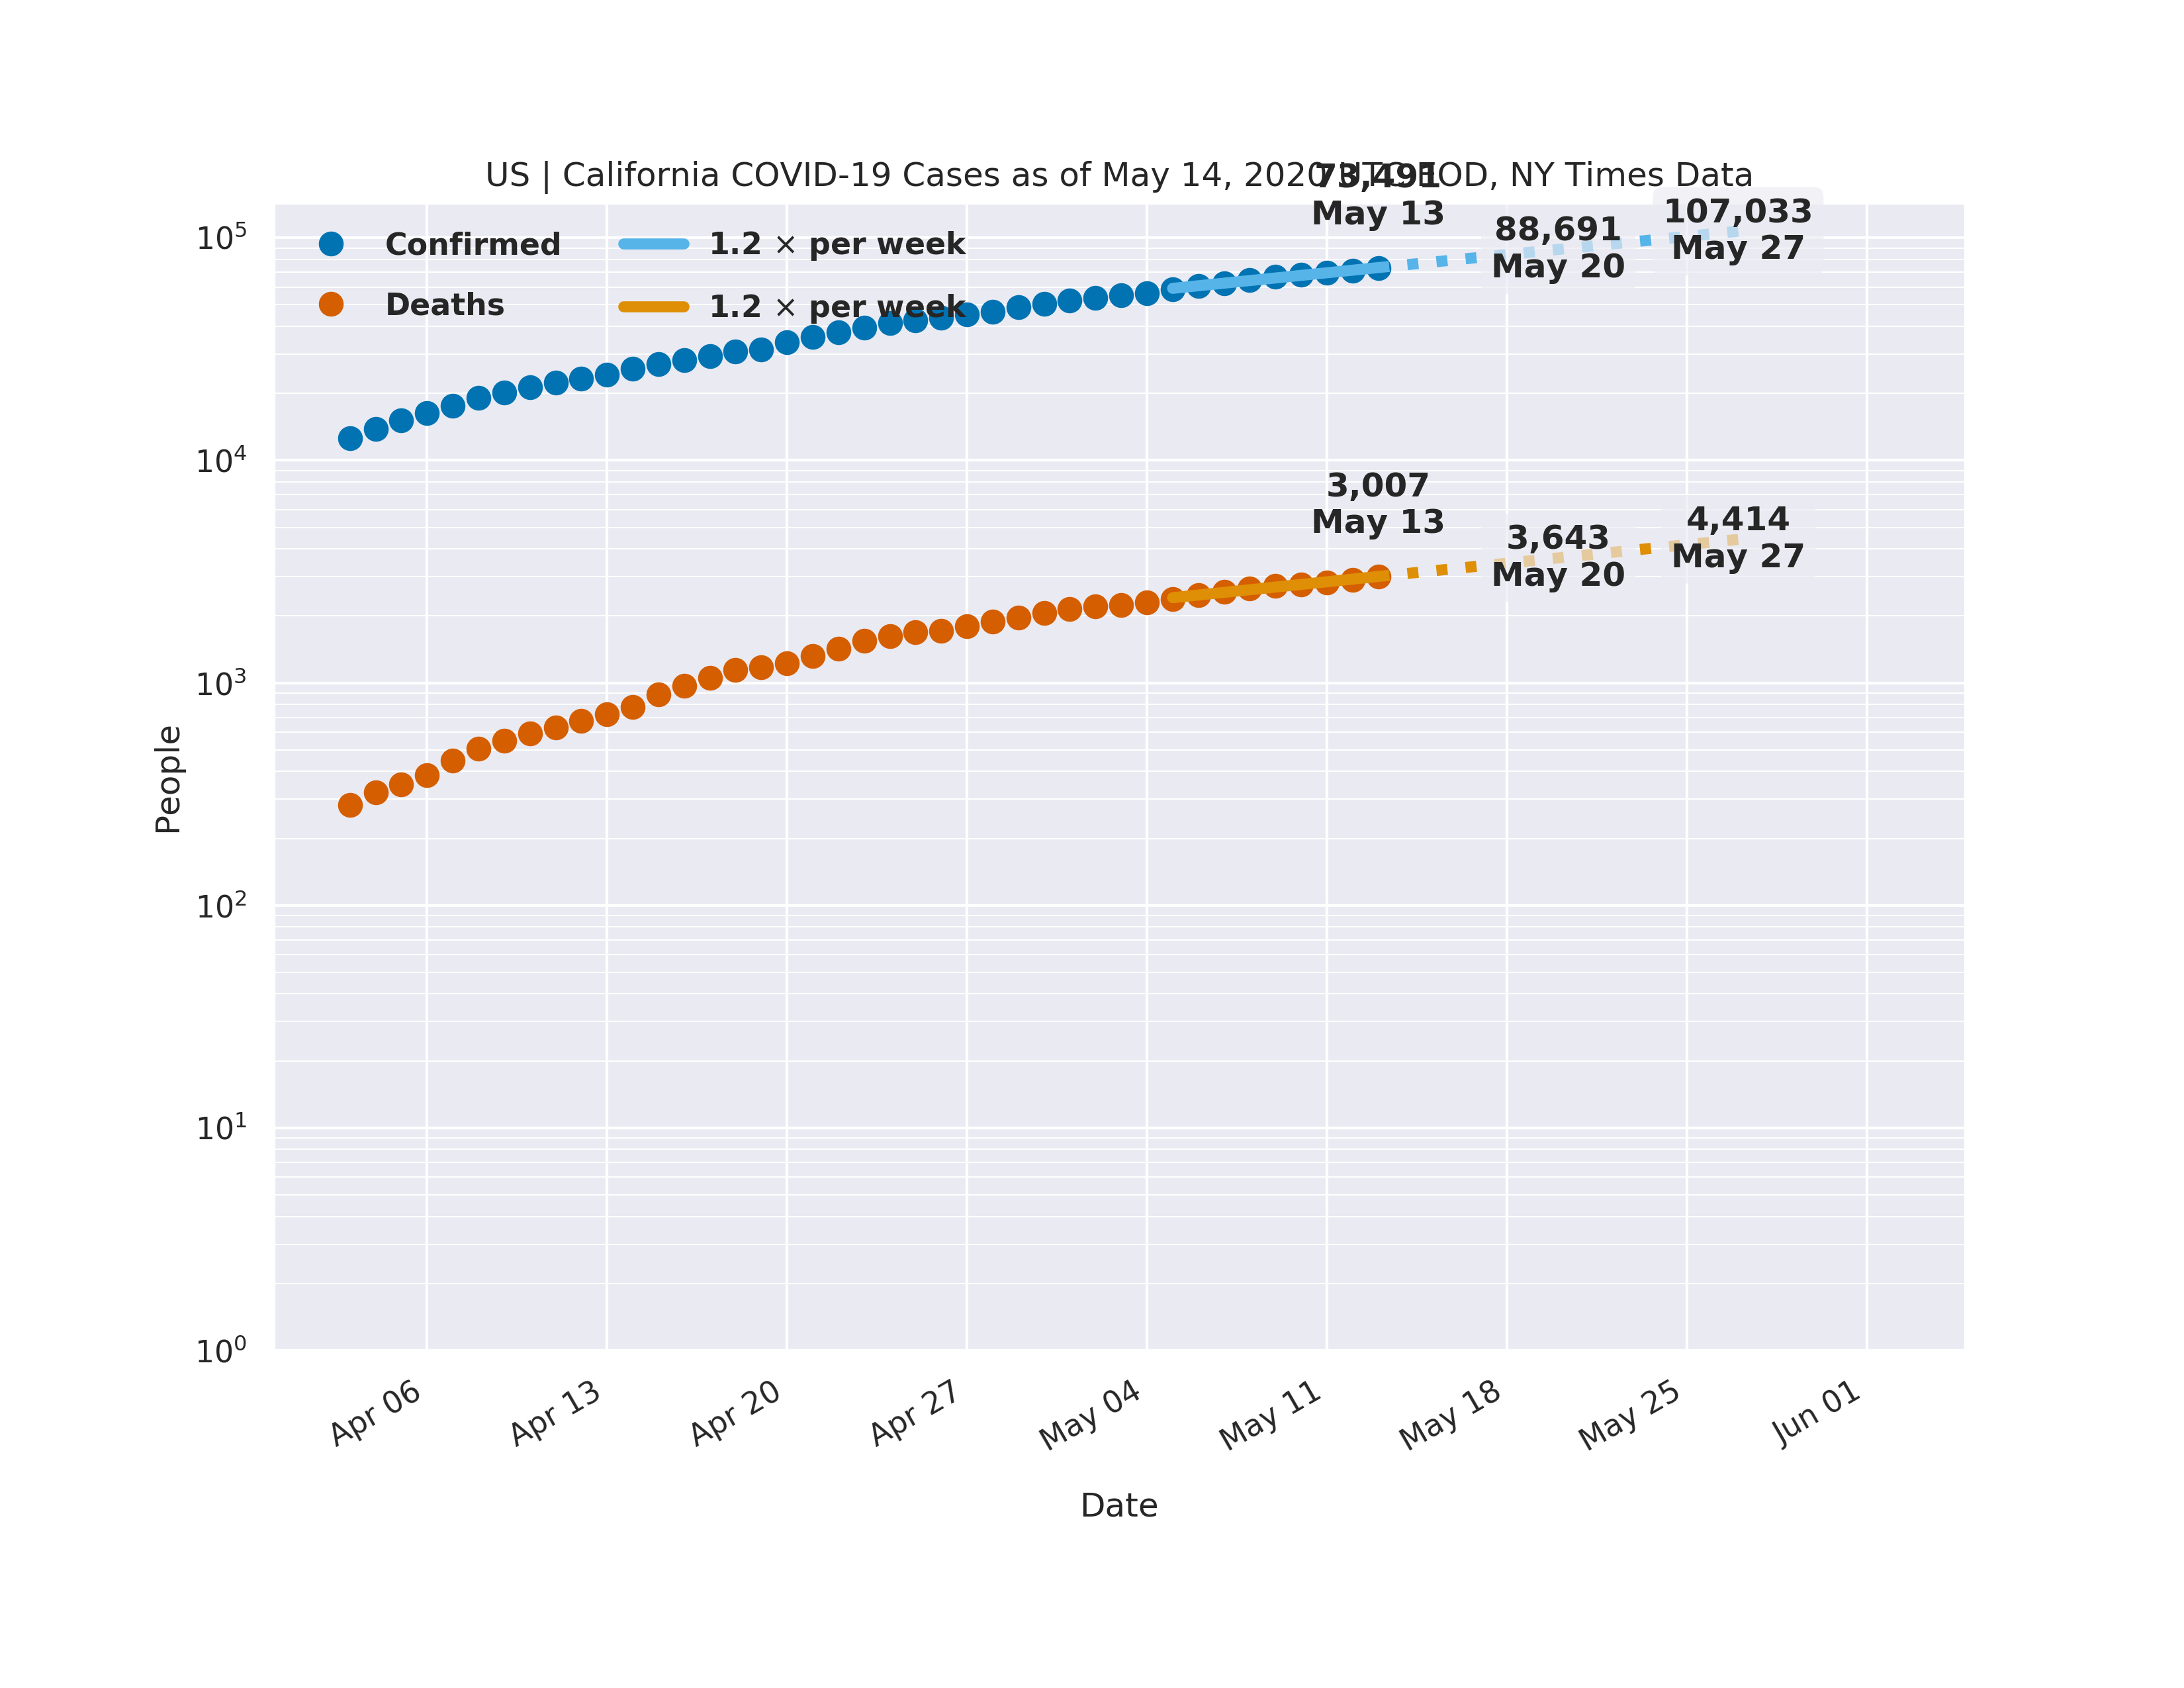 US | California COVID-19 Cases as of May 14, 2020 UTC EOD, NY Times Data
73,491
May 13
88,691
May 20
107,033
May 27
Confirmed
1.2 × per week
Deaths
1.2 × per week
3,007
May 13
3,643
May 20
4,414
May 27
People
10⁵
10⁴
10³
10²
10¹
10⁰
Apr 06
Apr 13
Apr 20
Apr 27
May 04
May 11
May 18
May 25
Jun 01
Date